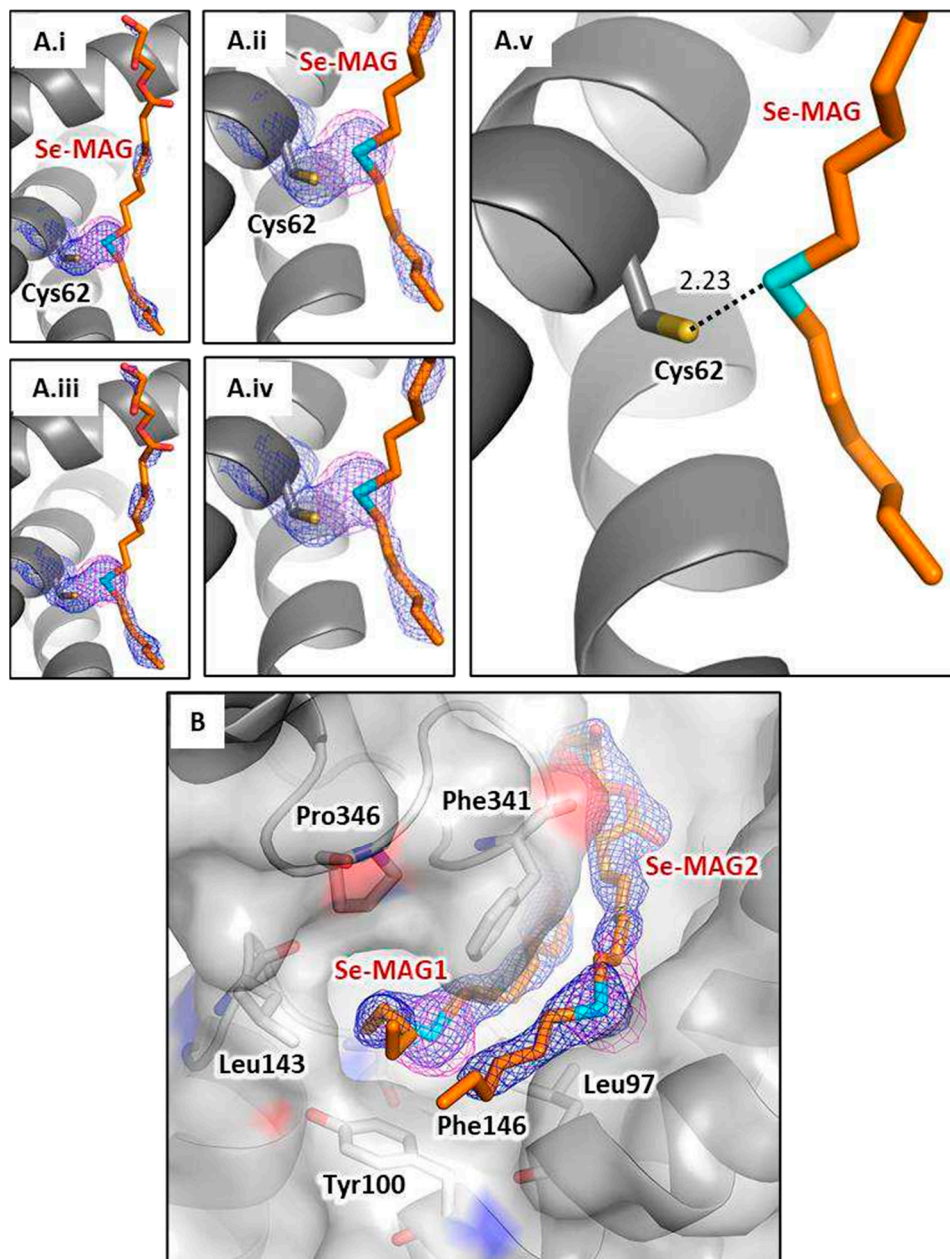 A.i
Se-MAG
Cys62
A.ii
Se-MAG
Cys62
A.v
Se-MAG
2.23
Cys62
A.iii
A.iv
B
Pro346
Phe341
Se-MAG2
Se-MAG1
Leu143
Leu97
Phe146
Tyr100